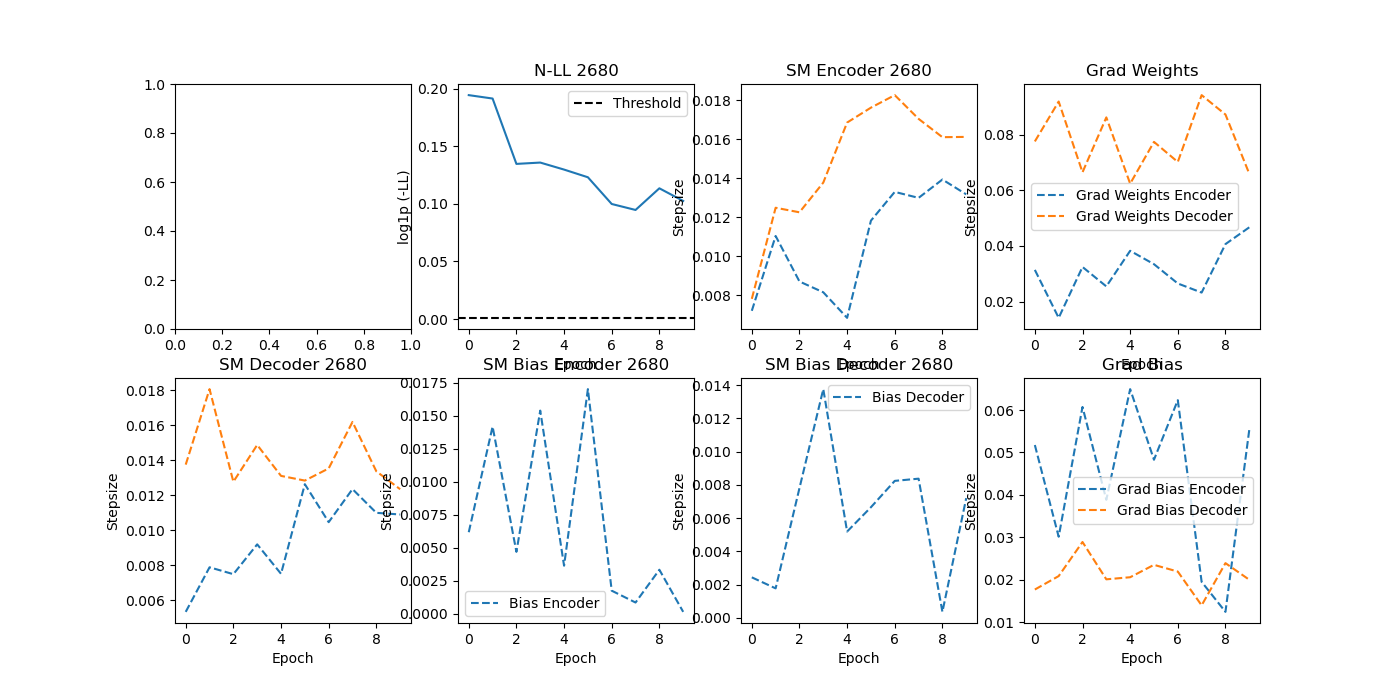 1.0
0.8
0.6
0.4
0.2
0.0
0.0 0.2 0.4 0.6 0.8 1.0
N-LL 2680
log1p (-LL)
0.20
0.15
0.10
0.05
0.00
Threshold
0 2 4 6 8
Epoch
SM Encoder 2680
Stepsize
0.018
0.016
0.014
0.012
0.010
0.008
0 2 4 6 8
Epoch
Grad Weights
Stepsize
0.08
0.06
0.04
0.02
Grad Weights Encoder
Grad Weights Decoder
0 2 4 6 8
Epoch
SM Decoder 2680
Stepsize
0.018
0.016
0.014
0.012
0.010
0.008
0.006
0 2 4 6 8
Epoch
SM Bias Encoder 2680
Stepsize
0.0175
0.0150
0.0125
0.0100
0.0075
0.0050
0.0025
0.0000
Bias Encoder
0 2 4 6 8
Epoch
SM Bias Decoder 2680
Stepsize
0.014
0.012
0.010
0.008
0.006
0.004
0.002
0.000
Bias Decoder
0 2 4 6 8
Epoch
Grad Bias
Stepsize
0.06
0.05
0.04
0.03
0.02
0.01
Grad Bias Encoder
Grad Bias Decoder
0 2 4 6 8
Epoch